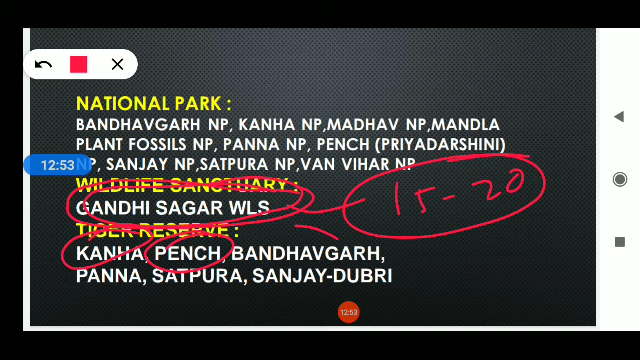 NATIONAL PARK :
BANDHAVGARH NP, KANHA NP,MADHAV NP,MANDLA
PLANT FOSSILS NP, PANNA NP, PENCH (PRIYADARSHINI)
12:53 NP, SANJAY NP,SATPURA NP,VAN VIHAR NP
WILDLIFE SANCTUARY :
GANDHI SAGAR WLS
15-20
TIGER RESERVE :
KANHA, PENCH, BANDHAVGARH,
PANNA, SATPURA, SANJAY-DUBRI
12:53